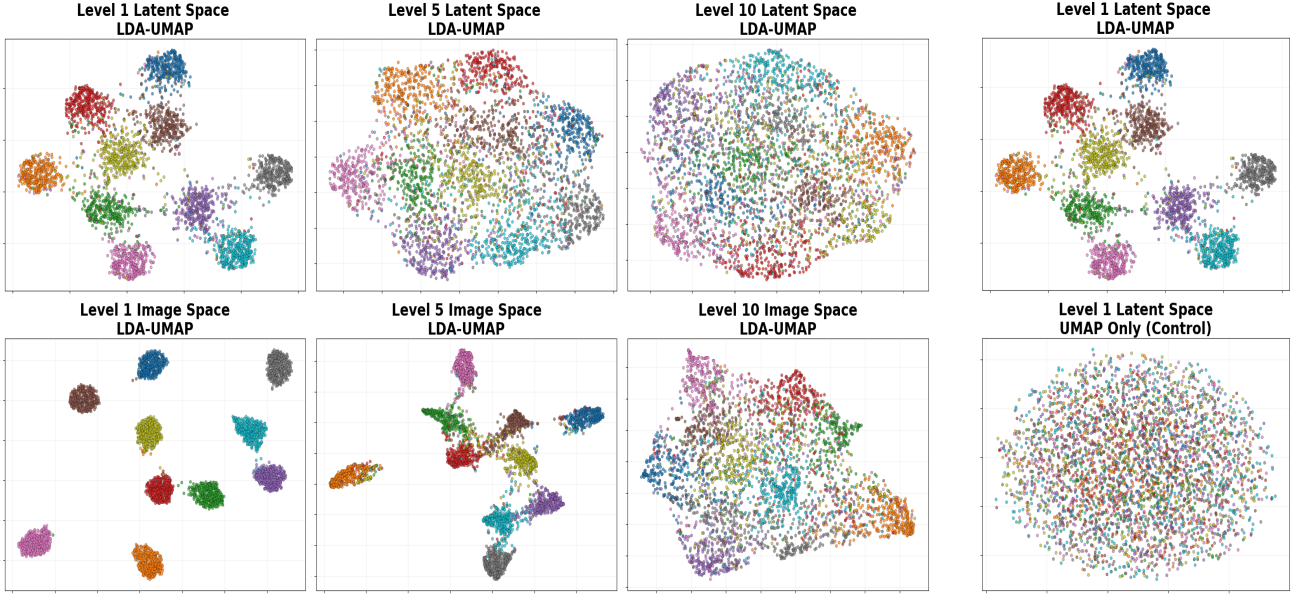 Level 1 Latent Space
LDA-UMAP
Level 5 Latent Space
LDA-UMAP
Level 10 Latent Space
LDA-UMAP
Level 1 Latent Space
LDA-UMAP
Level 1 Image Space
LDA-UMAP
Level 5 Image Space
LDA-UMAP
Level 10 Image Space
LDA-UMAP
Level 1 Latent Space
UMAP Only (Control)